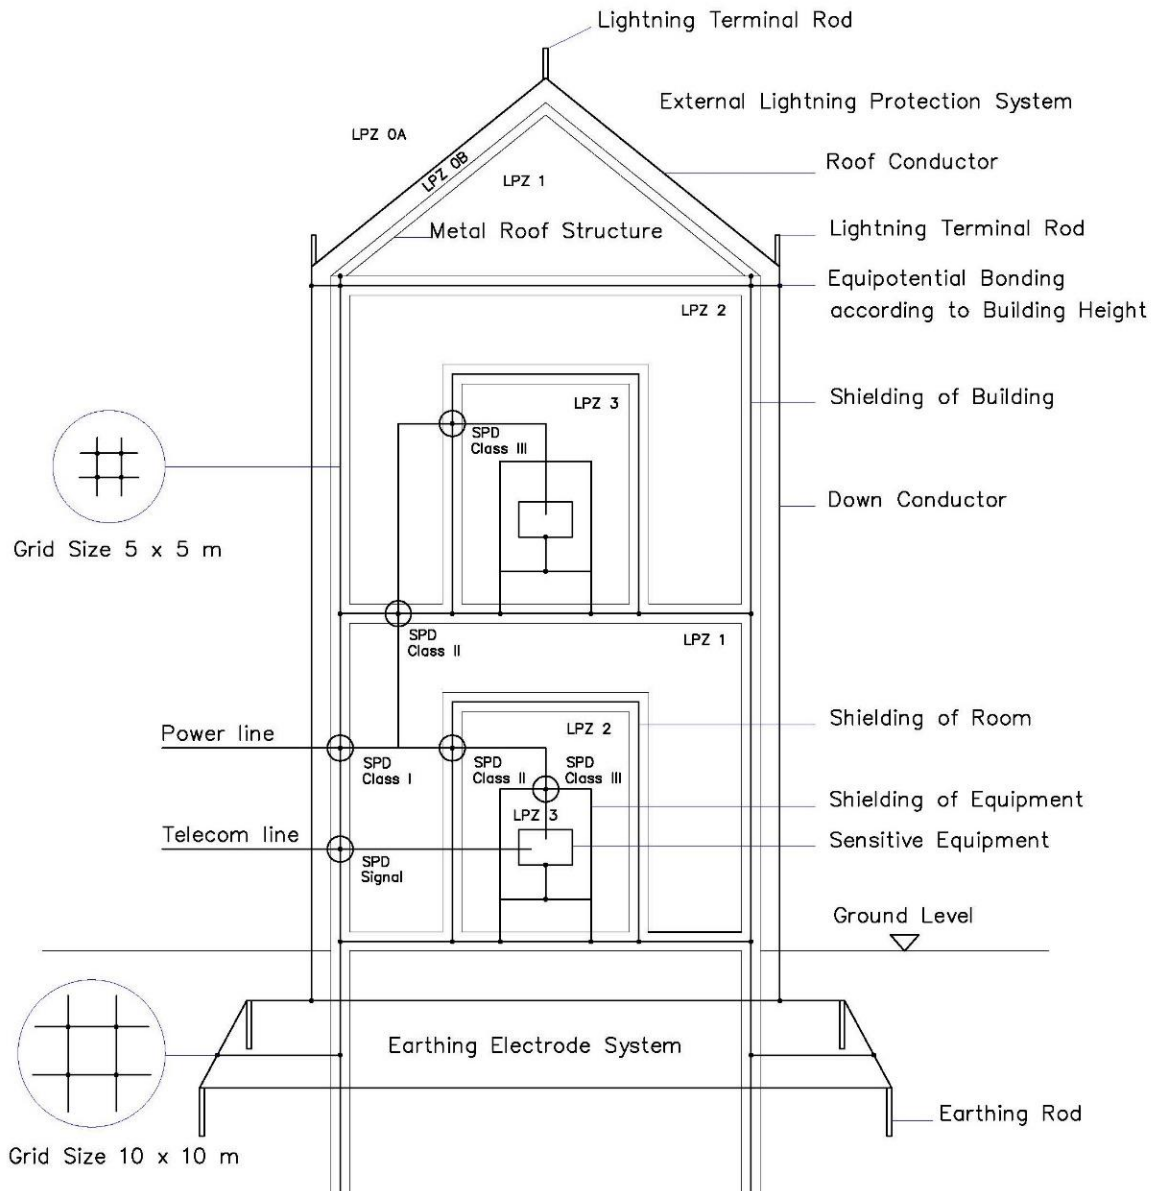 Lightning Terminal Rod
External Lightning Protection System
LPZ 0A
LPZ 0B
LPZ 1
Roof Conductor
Metal Roof Structure
Lightning Terminal Rod
Equipotential Bonding
according to Building Height
LPZ 2
LPZ 3
Shielding of Building
SPD
Class III
Down Conductor
Grid Size 5 x 5 m
SPD
Class II
LPZ 1
Shielding of Room
LPZ 2
Power line
SPD
Class I
SPD
Class II
SPD
Class III
Shielding of Equipment
LPZ 3
Telecom line
Sensitive Equipment
SPD
Signal
Ground Level
Earthing Electrode System
Earthing Rod
Grid Size 10 x 10 m